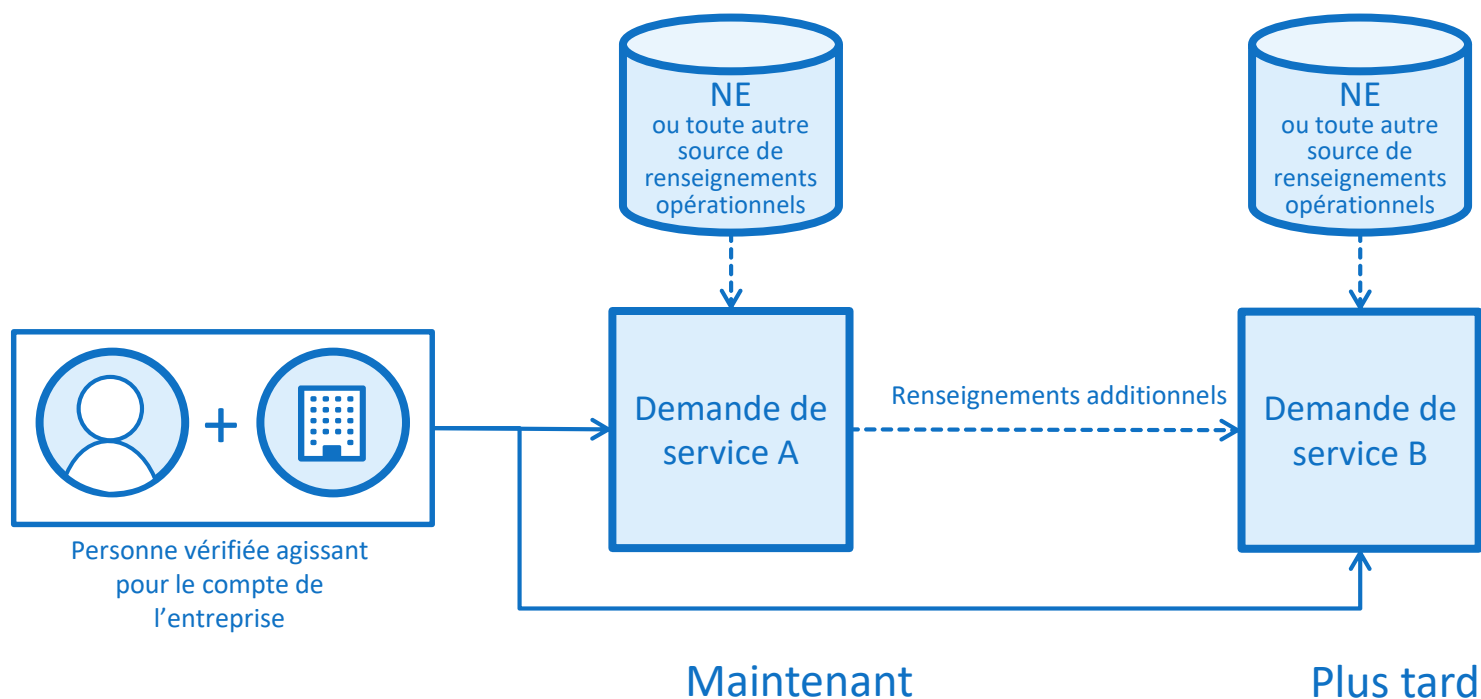 NE
ou toute autre
source de
renseignements
opérationnels
NE
ou toute autre
source de
renseignements
opérationnels
Demande de
service A
Renseignements additionnels
Demande de
service B
Personne vérifiée agissant
pour le compte de
l’entreprise
Maintenant
Plus tard